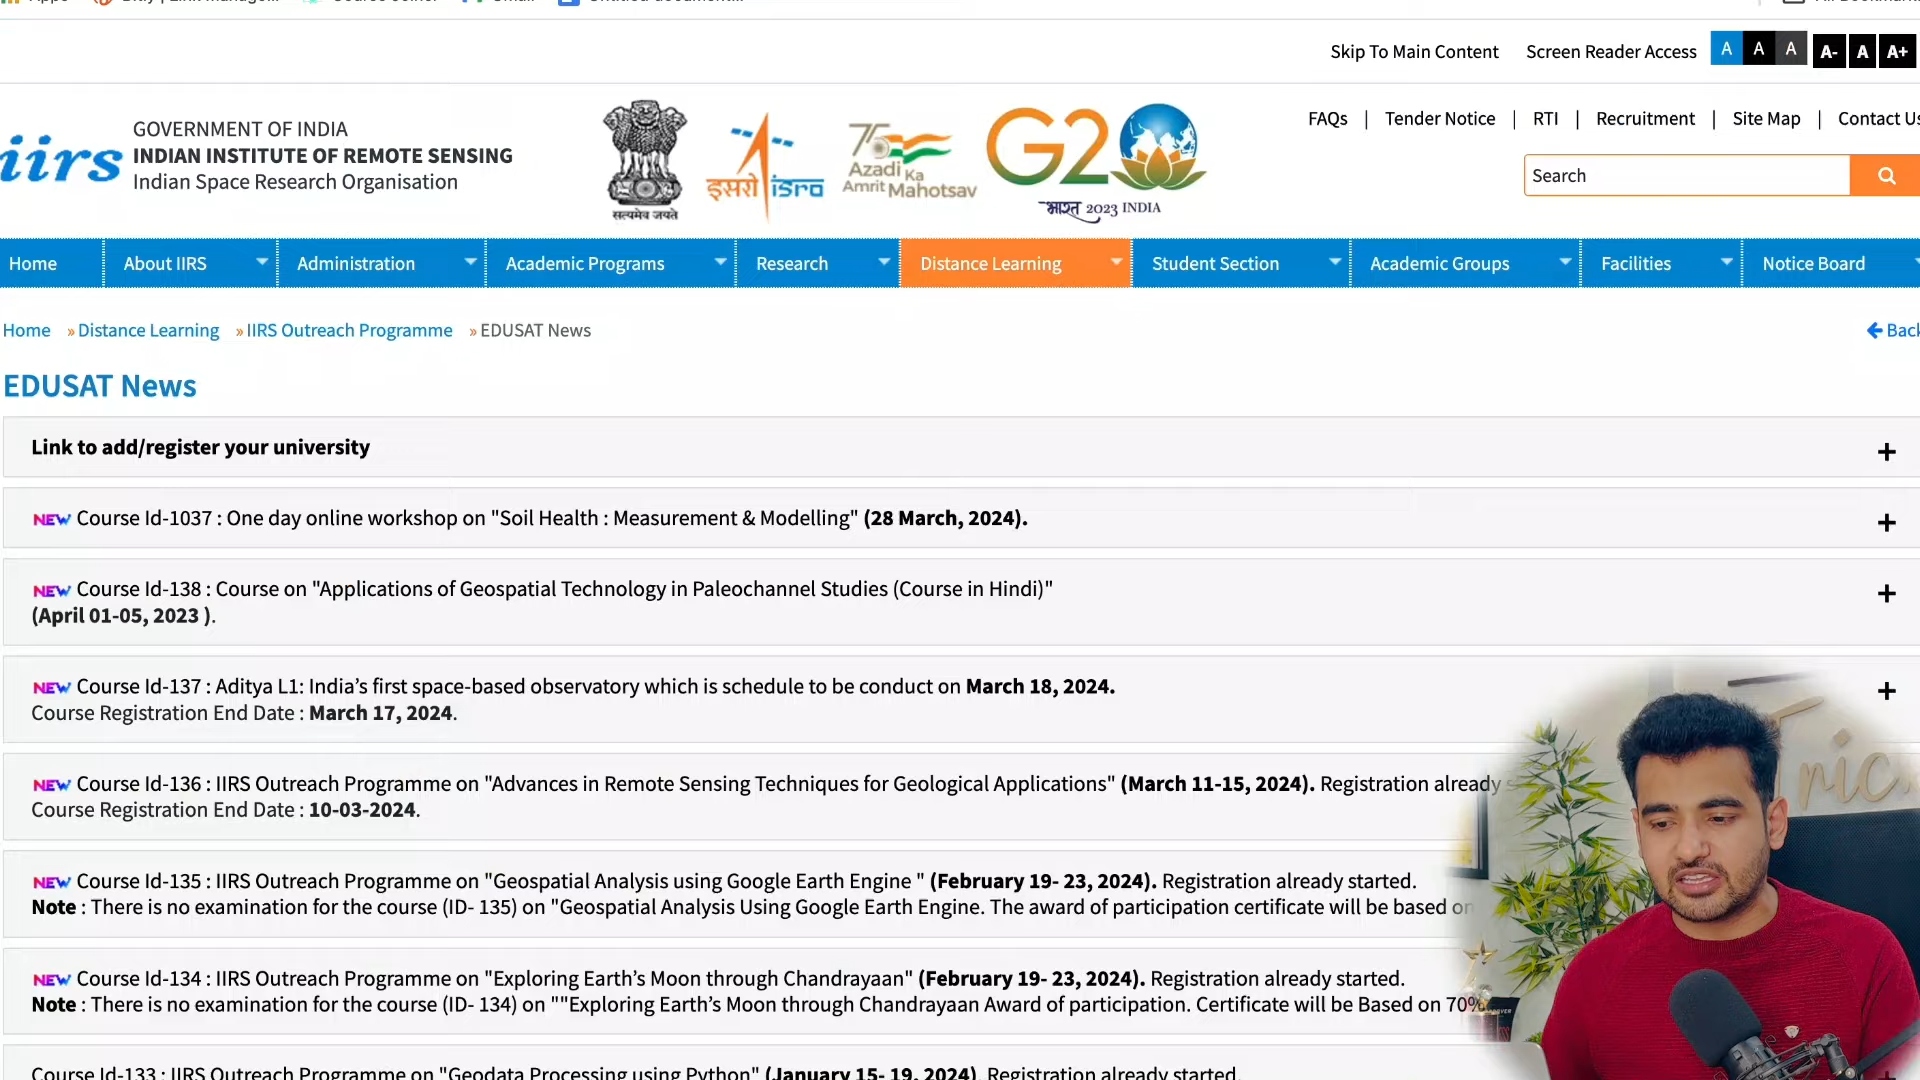 Skip To Main Content
Screen Reader Access
A A A A- A A+
iirs
GOVERNMENT OF INDIA
INDIAN INSTITUTE OF REMOTE SENSING
Indian Space Research Organisation
सत्यमेव जयते
इसरो isro
75
Azadi Ka
Amrit Mahotsav
G20
भारत 2023 INDIA
FAQs | Tender Notice | RTI | Recruitment | Site Map | Contact Us
Search
Home About IIRS Administration Academic Programs Research Distance Learning Student Section Academic Groups Facilities Notice Board
Home » Distance Learning » IIRS Outreach Programme » EDUSAT News
Back
EDUSAT News
Link to add/register your university +
NEW Course Id-1037 : One day online workshop on "Soil Health : Measurement & Modelling" (28 March, 2024). +
NEW Course Id-138 : Course on "Applications of Geospatial Technology in Paleochannel Studies (Course in Hindi)" +
(April 01-05, 2023 ).
NEW Course Id-137 : Aditya L1: India's first space-based observatory which is schedule to be conduct on March 18, 2024. +
Course Registration End Date : March 17, 2024.
NEW Course Id-136 : IIRS Outreach Programme on "Advances in Remote Sensing Techniques for Geological Applications" (March 11-15, 2024). Registration already
Course Registration End Date : 10-03-2024.
NEW Course Id-135 : IIRS Outreach Programme on "Geospatial Analysis using Google Earth Engine " (February 19- 23, 2024). Registration already started.
Note : There is no examination for the course (ID- 135) on "Geospatial Analysis Using Google Earth Engine. The award of participation certificate will be based on
NEW Course Id-134 : IIRS Outreach Programme on "Exploring Earth's Moon through Chandrayaan" (February 19- 23, 2024). Registration already started.
Note : There is no examination for the course (ID- 134) on ""Exploring Earth's Moon through Chandrayaan Award of participation. Certificate will be Based on 70%
Course Id-133 : IIRS Outreach Programme on "Geodata Processing using Python" (January 15- 19, 2024). Registration already started.